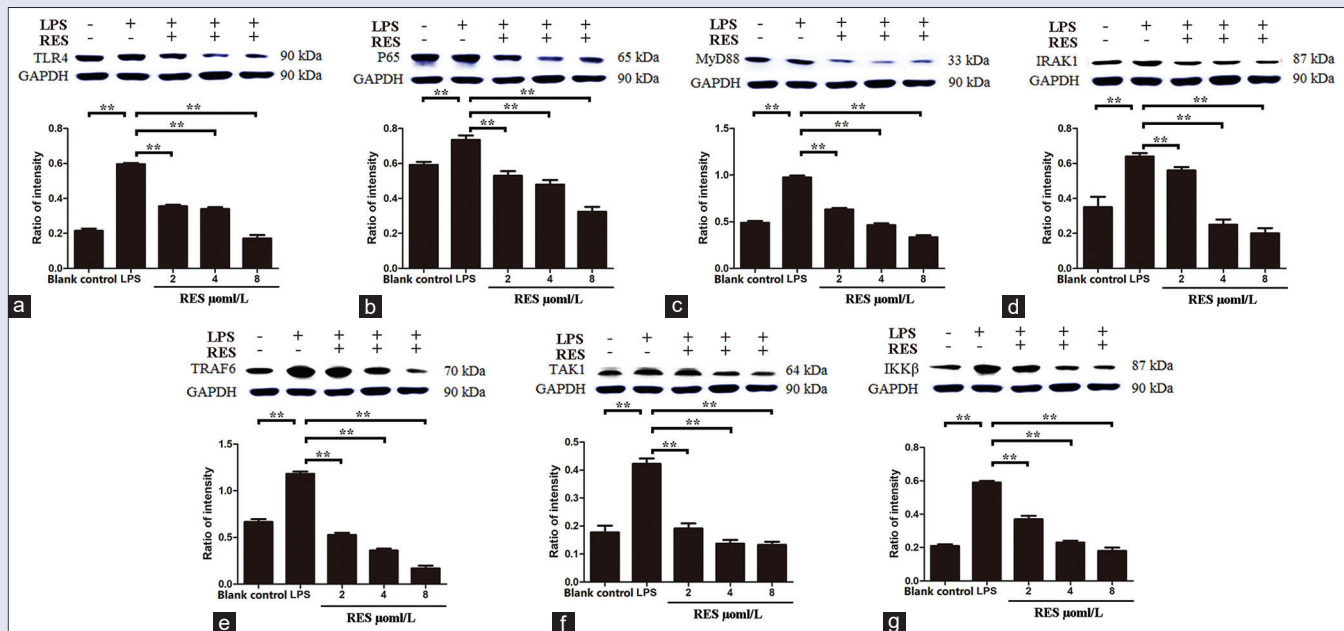 LPS - + + + +
RES - - + + +
TLR4 90 kDa
GAPDH 90 kDa
** **
**
**
Ratio of intensity
0.8
0.6
0.4
0.2
0.0
Blank control LPS 2 4 8
RES μoml/L
a
LPS - + + + +
RES - - + + +
P65 65 kDa
GAPDH 90 kDa
** **
**
**
Ratio of intensity
0.8
0.6
0.4
0.2
0.0
Blank control LPS 2 4 8
RES μoml/L
b
LPS - + + + +
RES - - + + +
MyD88 33 kDa
GAPDH 90 kDa
** **
**
**
Ratio of intensity
1.5
1.0
0.5
0.0
Blank control LPS 2 4 8
RES μoml/L
c
LPS - + + + +
RES - - + + +
IRAK1 87 kDa
GAPDH 90 kDa
** **
**
**
Ratio of intensity
0.8
0.6
0.4
0.2
0.0
Blank control LPS 2 4 8
RES μoml/L
d
LPS - + + + +
RES - - + + +
TRAF6 70 kDa
GAPDH 90 kDa
** **
**
**
Ratio of intensity
1.5
1.0
0.5
0.0
Blank control LPS 2 4 8
RES μoml/L
e
LPS - + + + +
RES - - + + +
TAK1 64 kDa
GAPDH 90 kDa
** **
**
**
Ratio of intensity
0.5
0.4
0.3
0.2
0.1
0.0
Blank control LPS 2 4 8
RES μoml/L
f
LPS - + + + +
RES - - + + +
IKKβ 87 kDa
GAPDH 90 kDa
** **
**
**
Ratio of intensity
0.8
0.6
0.4
0.2
0.0
Blank control LPS 2 4 8
RES μoml/L
g